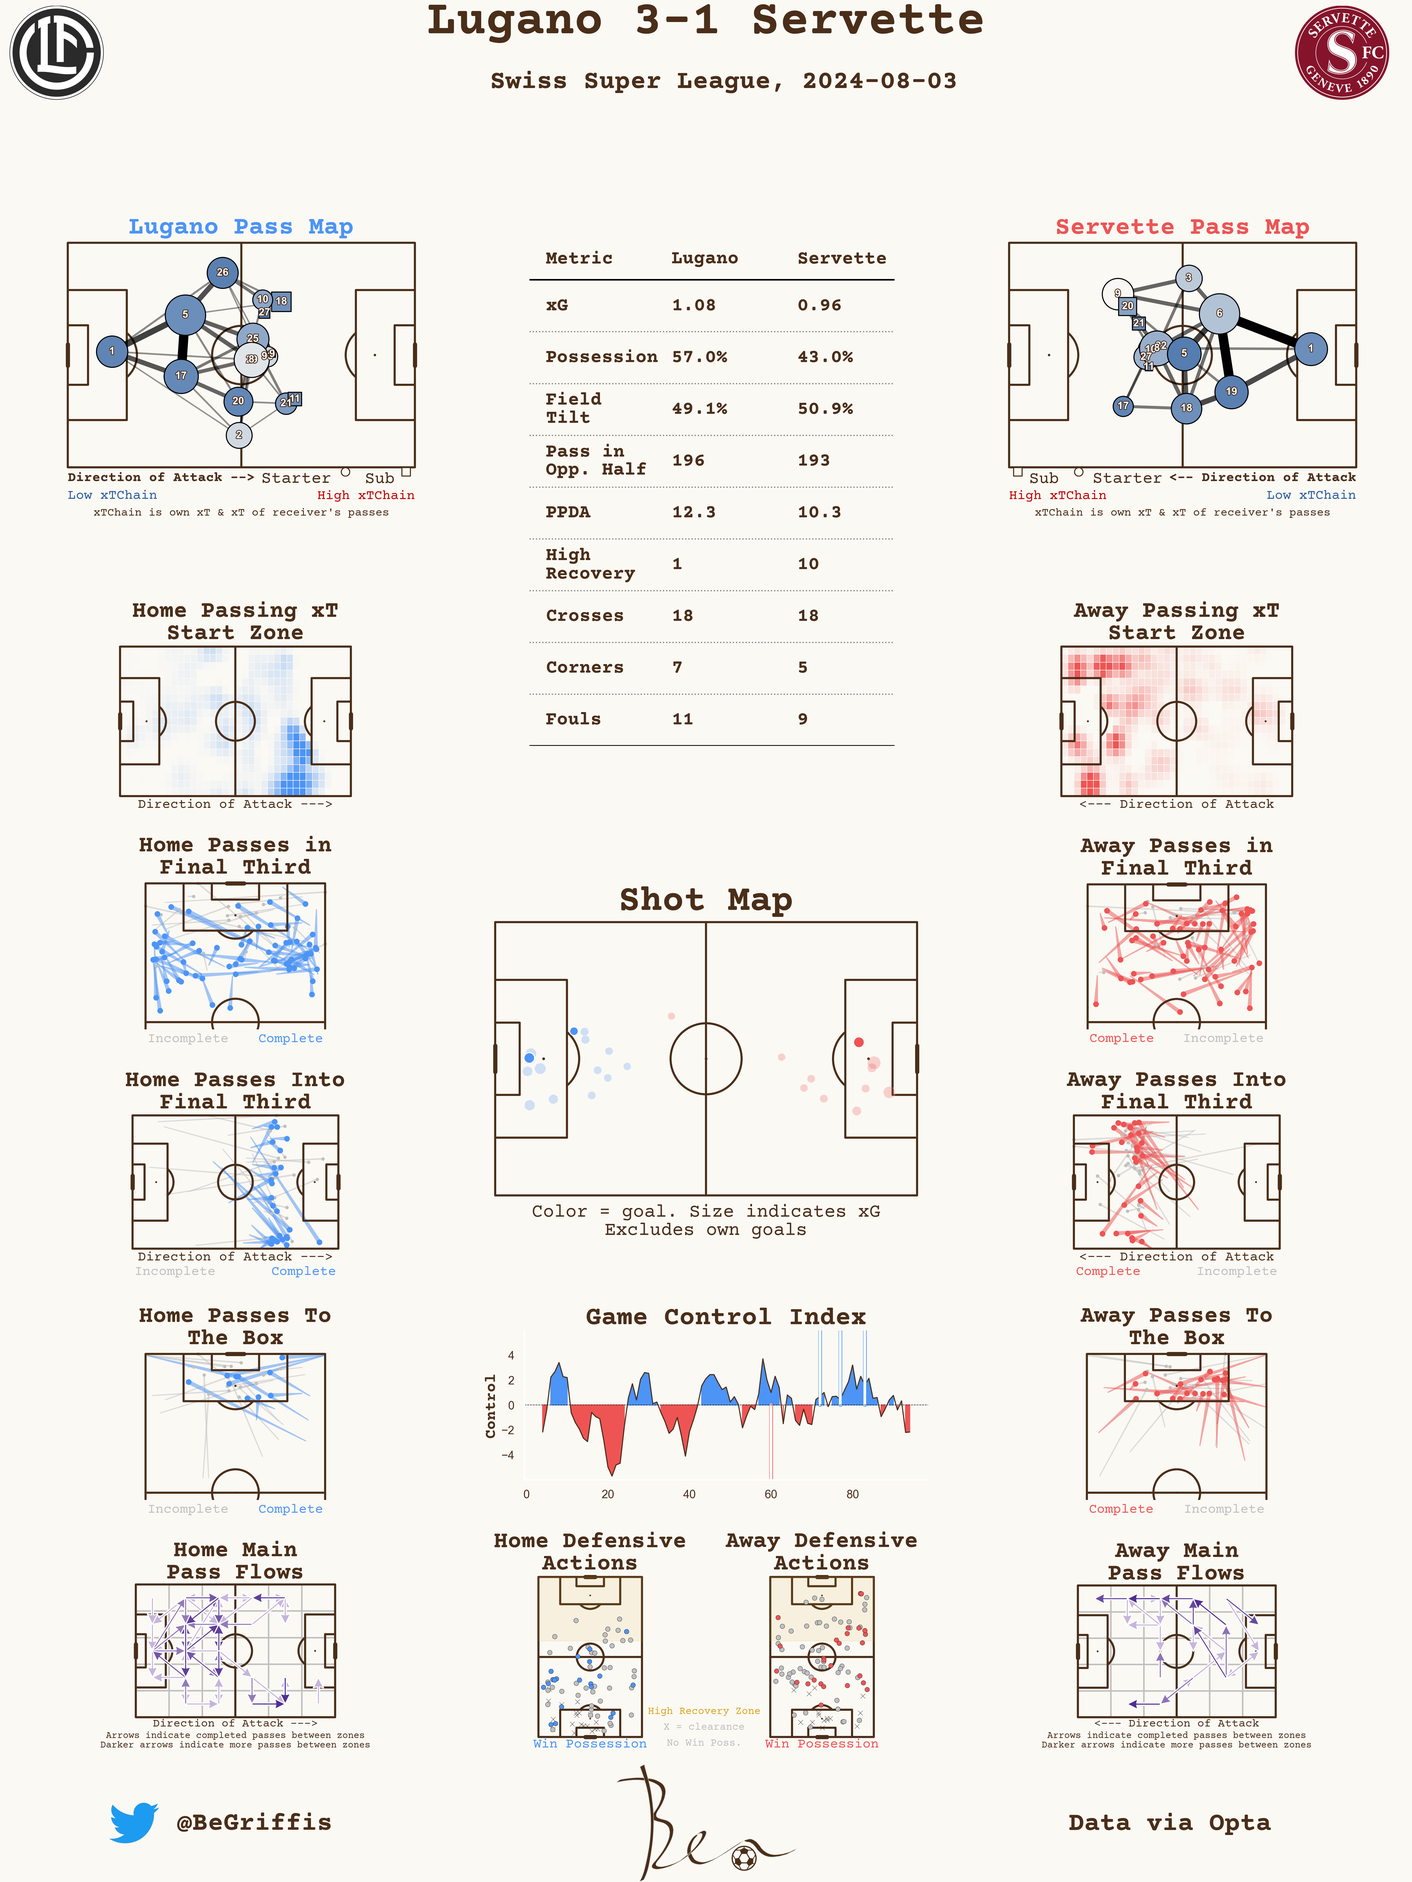 Lugano 3-1 Servette
Swiss Super League, 2024-08-03
LF
SERVETTE
S FC
GENEVE 1890
Lugano Pass Map
26
10
18
27
5
25
1
9
17
20
21
11
2
Direction of Attack --> Starter Sub
Low xTChain High xTChain
xTChain is own xT & xT of receiver's passes
Metric Lugano Servette
xG 1.08 0.96
Possession 57.0% 43.0%
Field
Tilt 49.1% 50.9%
Pass in
Opp. Half 196 193
PPDA 12.3 10.3
High
Recovery 1 10
Crosses 18 18
Corners 7 5
Fouls 11 9
Servette Pass Map
3
9
20
21
6
27
5
1
11
19
17
18
Sub Starter <-- Direction of Attack
High xTChain Low xTChain
xTChain is own xT & xT of receiver's passes
Home Passing xT
Start Zone
Direction of Attack --->
Away Passing xT
Start Zone
<--- Direction of Attack
Home Passes in
Final Third
Incomplete Complete
Away Passes in
Final Third
Complete Incomplete
Shot Map
Color = goal. Size indicates xG
Excludes own goals
Home Passes Into
Final Third
Direction of Attack --->
Incomplete Complete
Away Passes Into
Final Third
<--- Direction of Attack
Complete Incomplete
Home Passes To
The Box
Incomplete Complete
Game Control Index
Control
4
2
0
−2
−4
0 20 40 60 80
Away Passes To
The Box
Complete Incomplete
Home Main
Pass Flows
Direction of Attack --->
Arrows indicate completed passes between zones
Darker arrows indicate more passes between zones
Home Defensive
Actions
Win Possession
High Recovery Zone
X = clearance
No Win Poss.
Away Defensive
Actions
Win Possession
Away Main
Pass Flows
<--- Direction of Attack
Arrows indicate completed passes between zones
Darker arrows indicate more passes between zones
@BeGriffis
Ben
Data via Opta